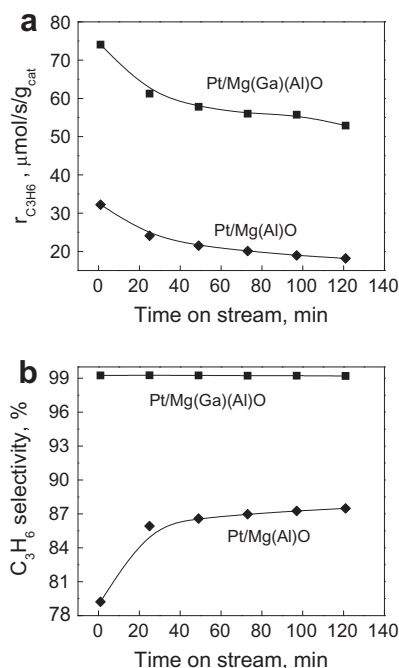 a
80
70
60
50
40
30
20
r_C3H6 , μmol/s/g_cat
Pt/Mg(Ga)(Al)O
Pt/Mg(Al)O
0 20 40 60 80 100 120 140
Time on stream, min
b
99
96
93
90
87
84
81
78
C₃H₆ selectivity, %
Pt/Mg(Ga)(Al)O
Pt/Mg(Al)O
0 20 40 60 80 100 120 140
Time on stream, min